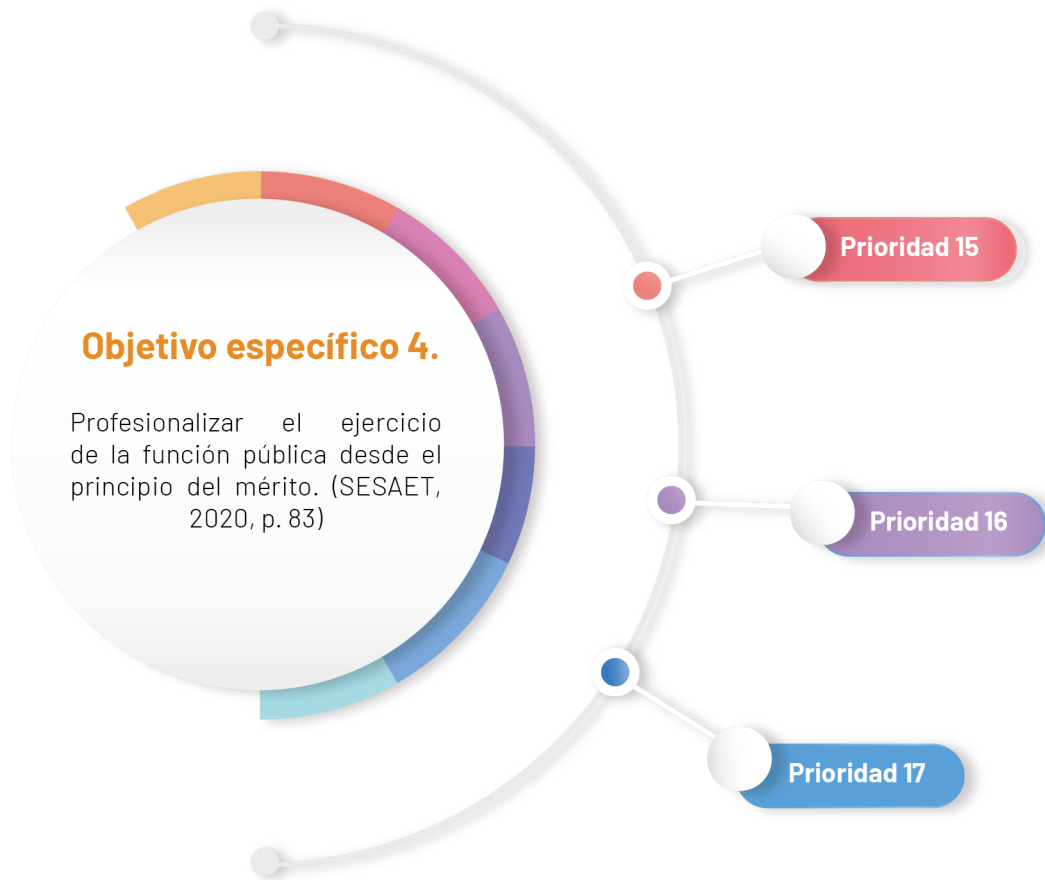 Objetivo específico 4.
Profesionalizar el ejercicio
de la función pública desde el
principio del mérito. (SESAET,
2020, p. 83)
Prioridad 15
Prioridad 16
Prioridad 17